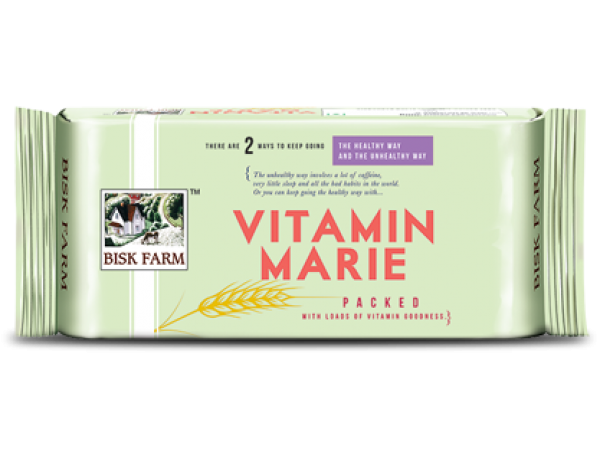 THERE ARE 2 WAYS TO KEEP GOING
THE HEALTHY WAY
AND THE UNHEALTHY WAY
{ The unhealthy way involves a lot of caffeine,
very little sleep and all the bad habits in the world.
Or you can keep going the healthy way with...
VITAMIN
MARIE
PACKED
WITH LOADS OF VITAMIN GOODNESS.}
BISK FARM
TM
BISK FARM
BISK FARM